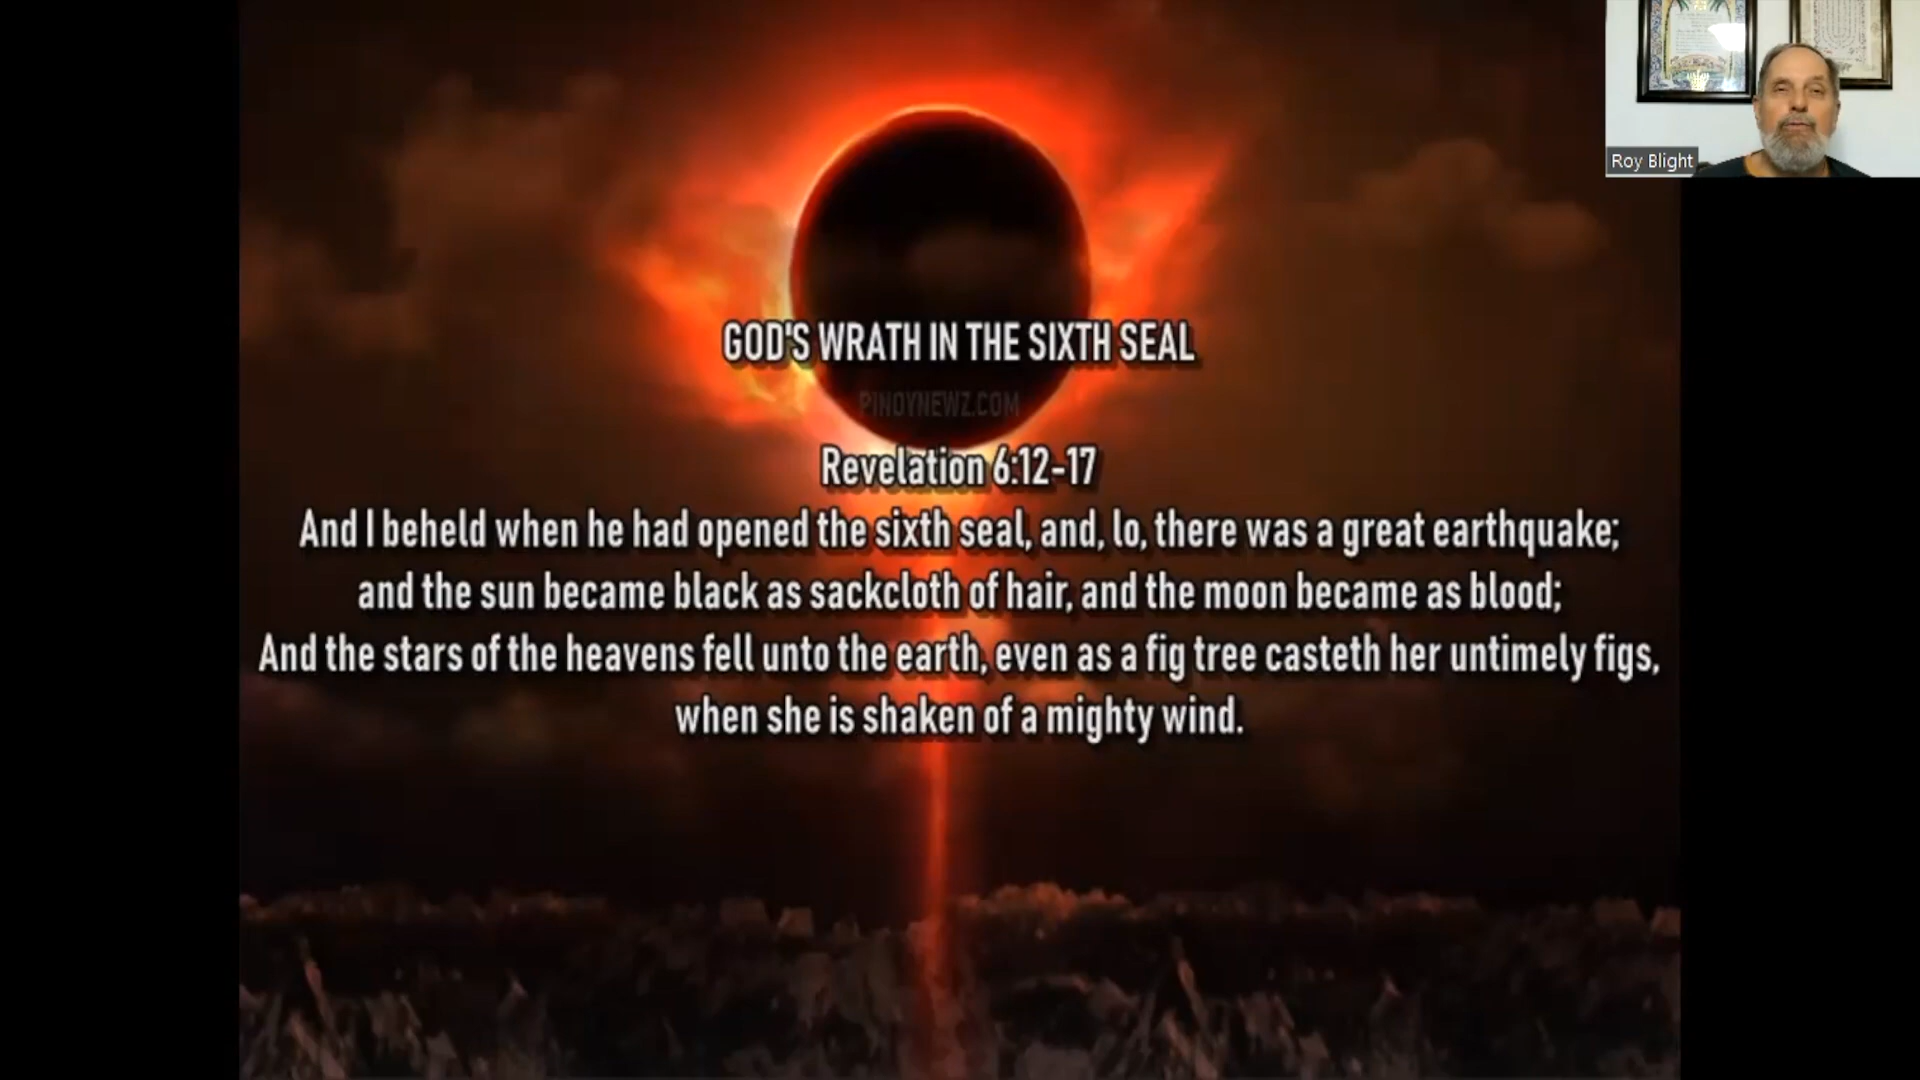 Roy Blight
GOD'S WRATH IN THE SIXTH SEAL
PINOYNEWZ.COM
Revelation 6:12-17
And I beheld when he had opened the sixth seal, and, lo, there was a great earthquake;
and the sun became black as sackcloth of hair, and the moon became as blood;
And the stars of the heavens fell unto the earth, even as a fig tree casteth her untimely figs,
when she is shaken of a mighty wind.